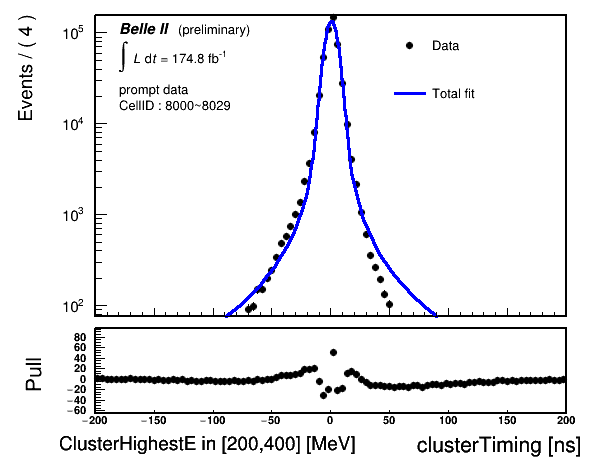 Events / ( 4 )
10⁵
10⁴
10³
10²
Belle II (preliminary)
∫ L dt = 174.8 fb⁻¹
prompt data
CellID : 8000~8029
Data
Total fit
Pull
80
60
40
20
0
−20
−40
−60
−200 −150 −100 −50 0 50 100 150 200
ClusterHighestE in [200,400] [MeV]
clusterTiming [ns]